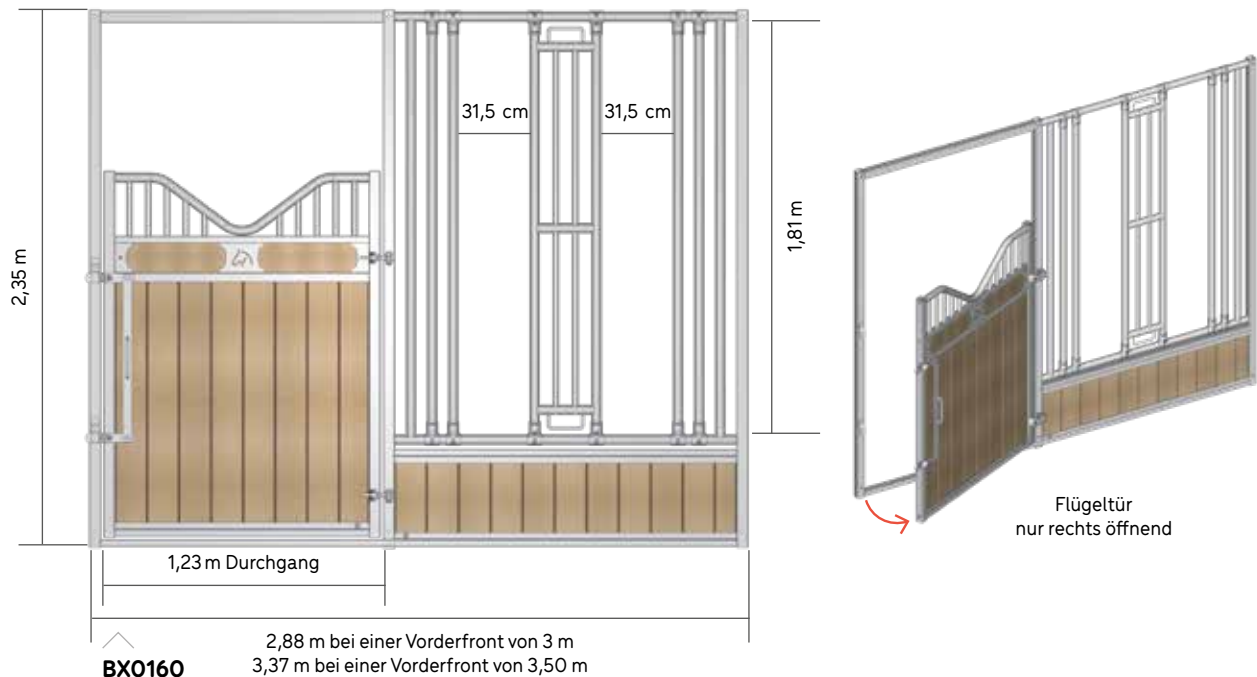 31,5 cm
31,5 cm
2,35 m
1,81 m
Flügeltür
nur rechts öffnend
1,23 m Durchgang
2,88 m bei einer Vorderfront von 3 m
3,37 m bei einer Vorderfront von 3,50 m
BX0160